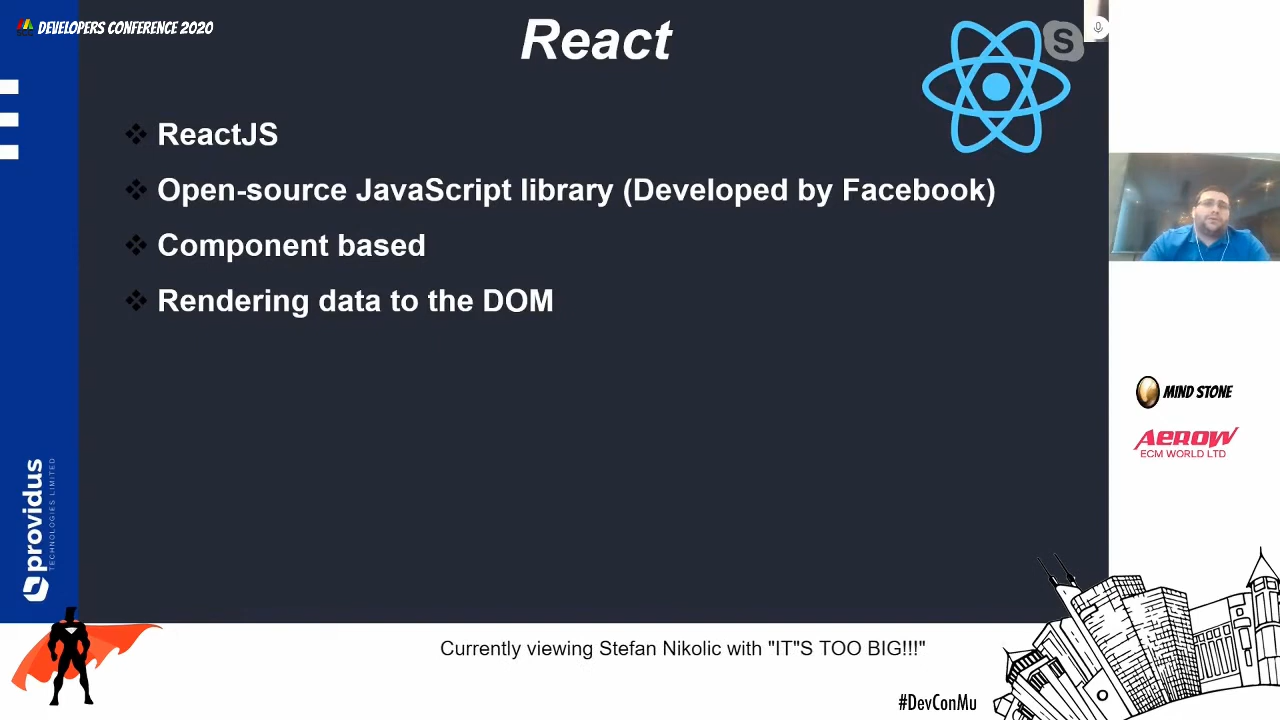 DEVELOPERS CONFERENCE 2020
React
S
ReactJS
Open-source JavaScript library (Developed by Facebook)
Component based
Rendering data to the DOM
MIND STONE
AEROW
ECM WORLD LTD
providus
TECHNOLOGIES LIMITED
Currently viewing Stefan Nikolic with "IT"S TOO BIG!!!"
#DevConMu